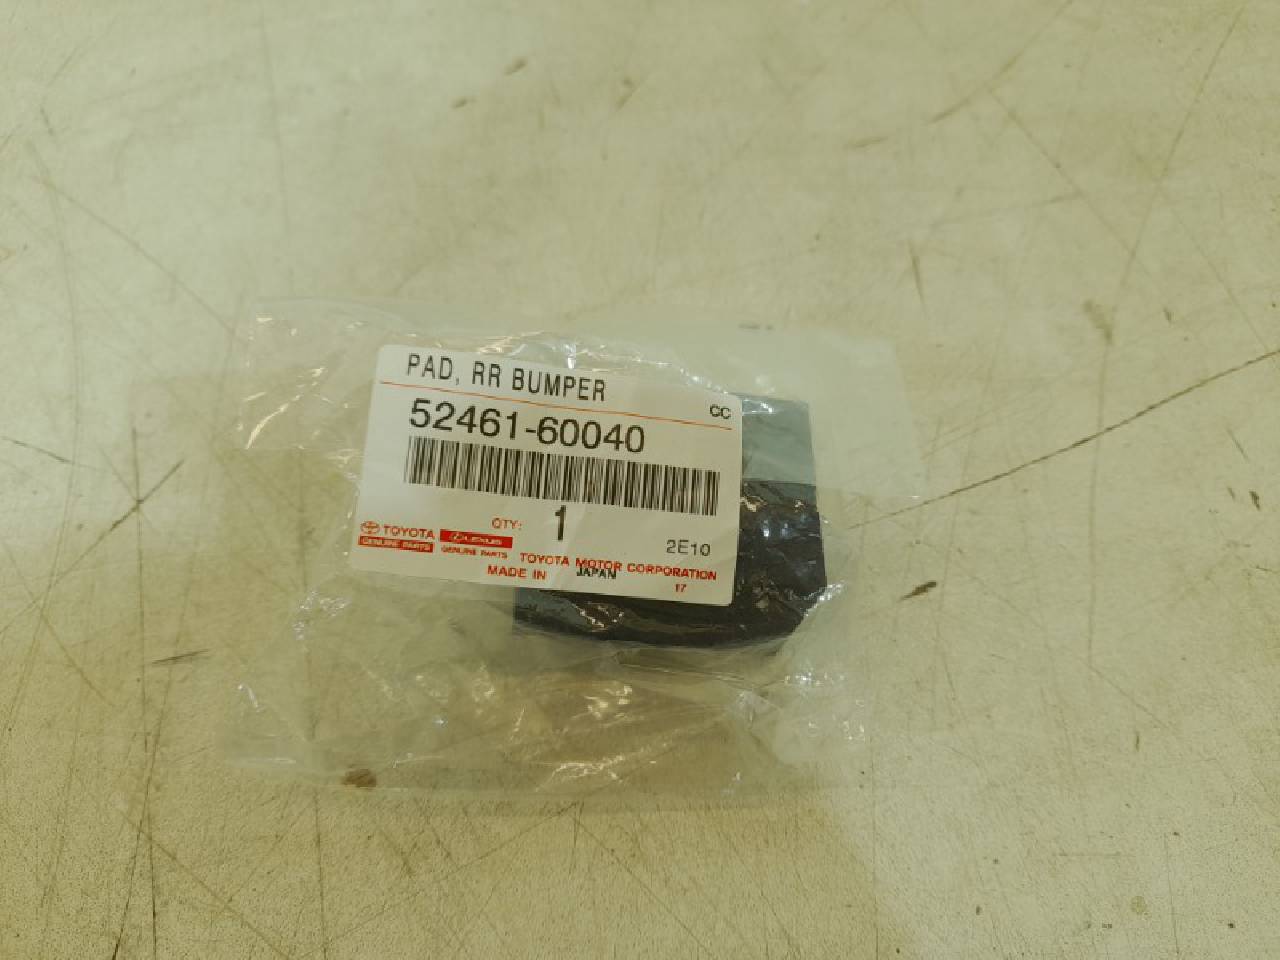 PAD, RR BUMPER
CC
52461-60040
QTY: 1
TOYOTA
GENUINE PARTS
LEXUS
GENUINE PARTS
2E10
TOYOTA MOTOR CORPORATION
MADE IN JAPAN
17